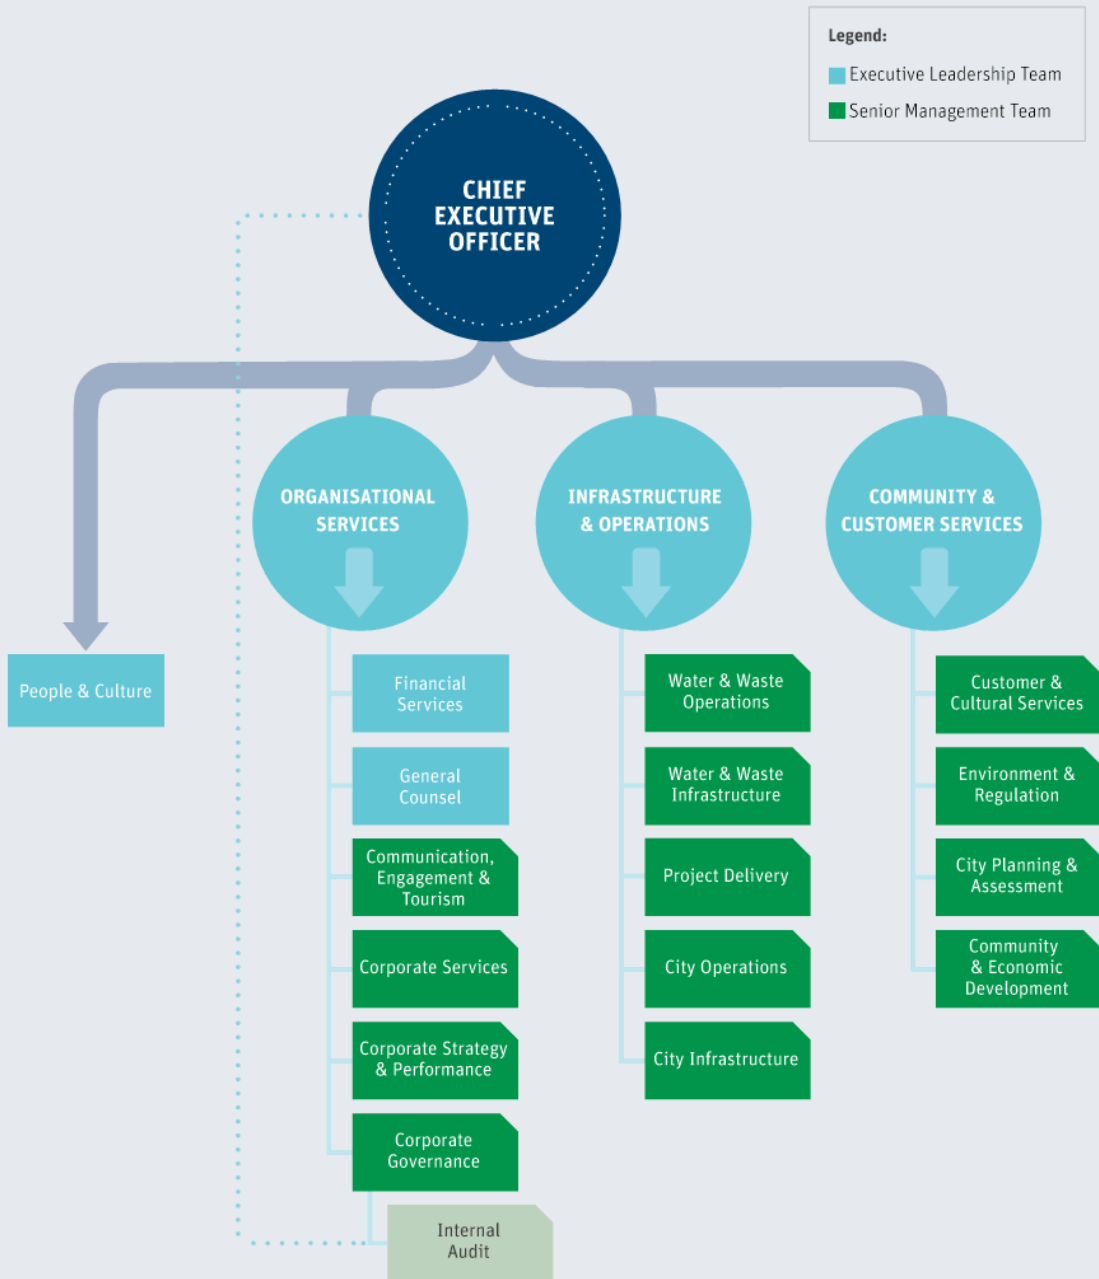 Legend:
Executive Leadership Team
Senior Management Team
CHIEF
EXECUTIVE
OFFICER
ORGANISATIONAL
SERVICES
INFRASTRUCTURE
& OPERATIONS
COMMUNITY &
CUSTOMER SERVICES
People & Culture
Financial
Services
General
Counsel
Communication,
Engagement &
Tourism
Corporate Services
Corporate Strategy
& Performance
Corporate
Governance
Internal
Audit
Water & Waste
Operations
Water & Waste
Infrastructure
Project Delivery
City Operations
City Infrastructure
Customer &
Cultural Services
Environment &
Regulation
City Planning &
Assessment
Community
& Economic
Development